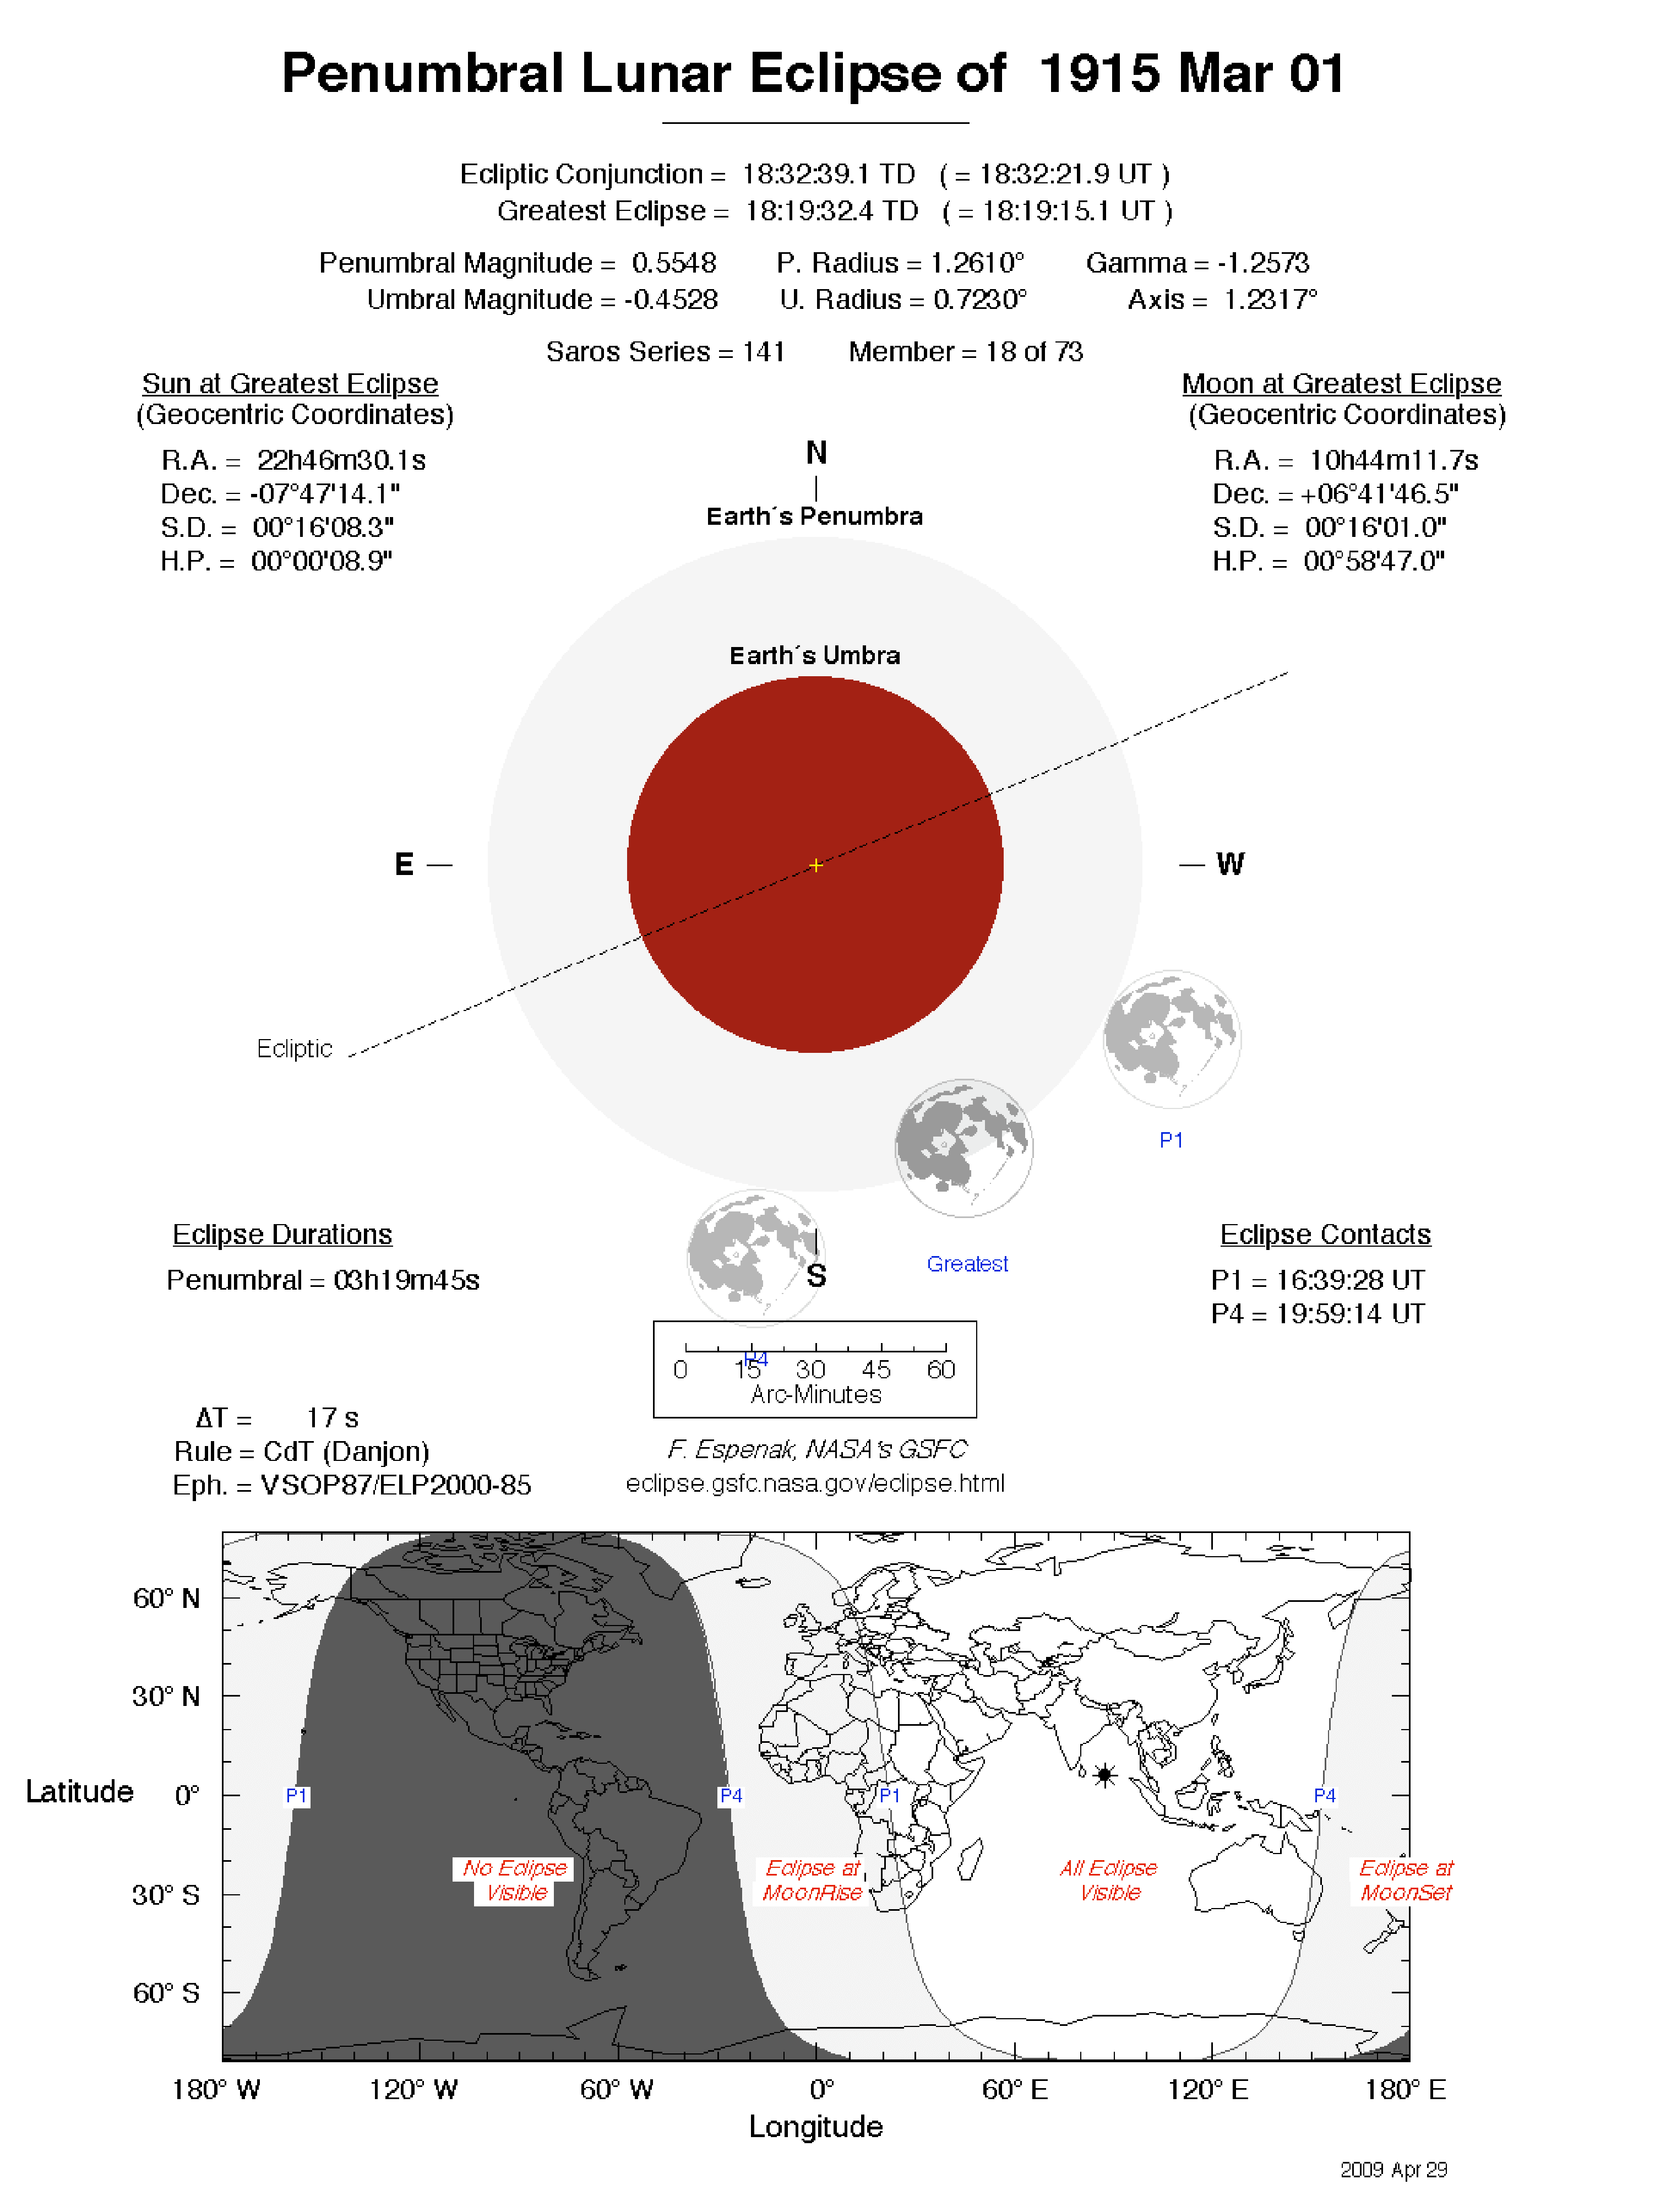 Penumbral Lunar Eclipse of 1915 Mar 01
Ecliptic Conjunction = 18:32:39.1 TD ( = 18:32:21.9 UT )
Greatest Eclipse = 18:19:32.4 TD ( = 18:19:15.1 UT )
Penumbral Magnitude = 0.5548 P. Radius = 1.2610° Gamma = -1.2573
Umbral Magnitude = -0.4528 U. Radius = 0.7230° Axis = 1.2317°
Saros Series = 141 Member = 18 of 73
Sun at Greatest Eclipse
(Geocentric Coordinates)
R.A. = 22h46m30.1s
Dec. = -07°47'14.1"
S.D. = 00°16'08.3"
H.P. = 00°00'08.9"
Moon at Greatest Eclipse
(Geocentric Coordinates)
R.A. = 10h44m11.7s
Dec. = +06°41'46.5"
S.D. = 00°16'01.0"
H.P. = 00°58'47.0"
N
Earth´s Penumbra
Earth´s Umbra
E
W
Ecliptic
P1
Greatest
S
P4
Eclipse Durations
Penumbral = 03h19m45s
Eclipse Contacts
P1 = 16:39:28 UT
P4 = 19:59:14 UT
0 15 30 45 60
Arc-Minutes
ΔT = 17 s
Rule = CdT (Danjon)
Eph. = VSOP87/ELP2000-85
F. Espenak, NASA's GSFC
eclipse.gsfc.nasa.gov/eclipse.html
60° N
30° N
Latitude 0°
30° S
60° S
P1 P4 P1 P4
No Eclipse
Visible
Eclipse at
MoonRise
All Eclipse
Visible
Eclipse at
MoonSet
180° W 120° W 60° W 0° 60° E 120° E 180° E
Longitude
2009 Apr 29